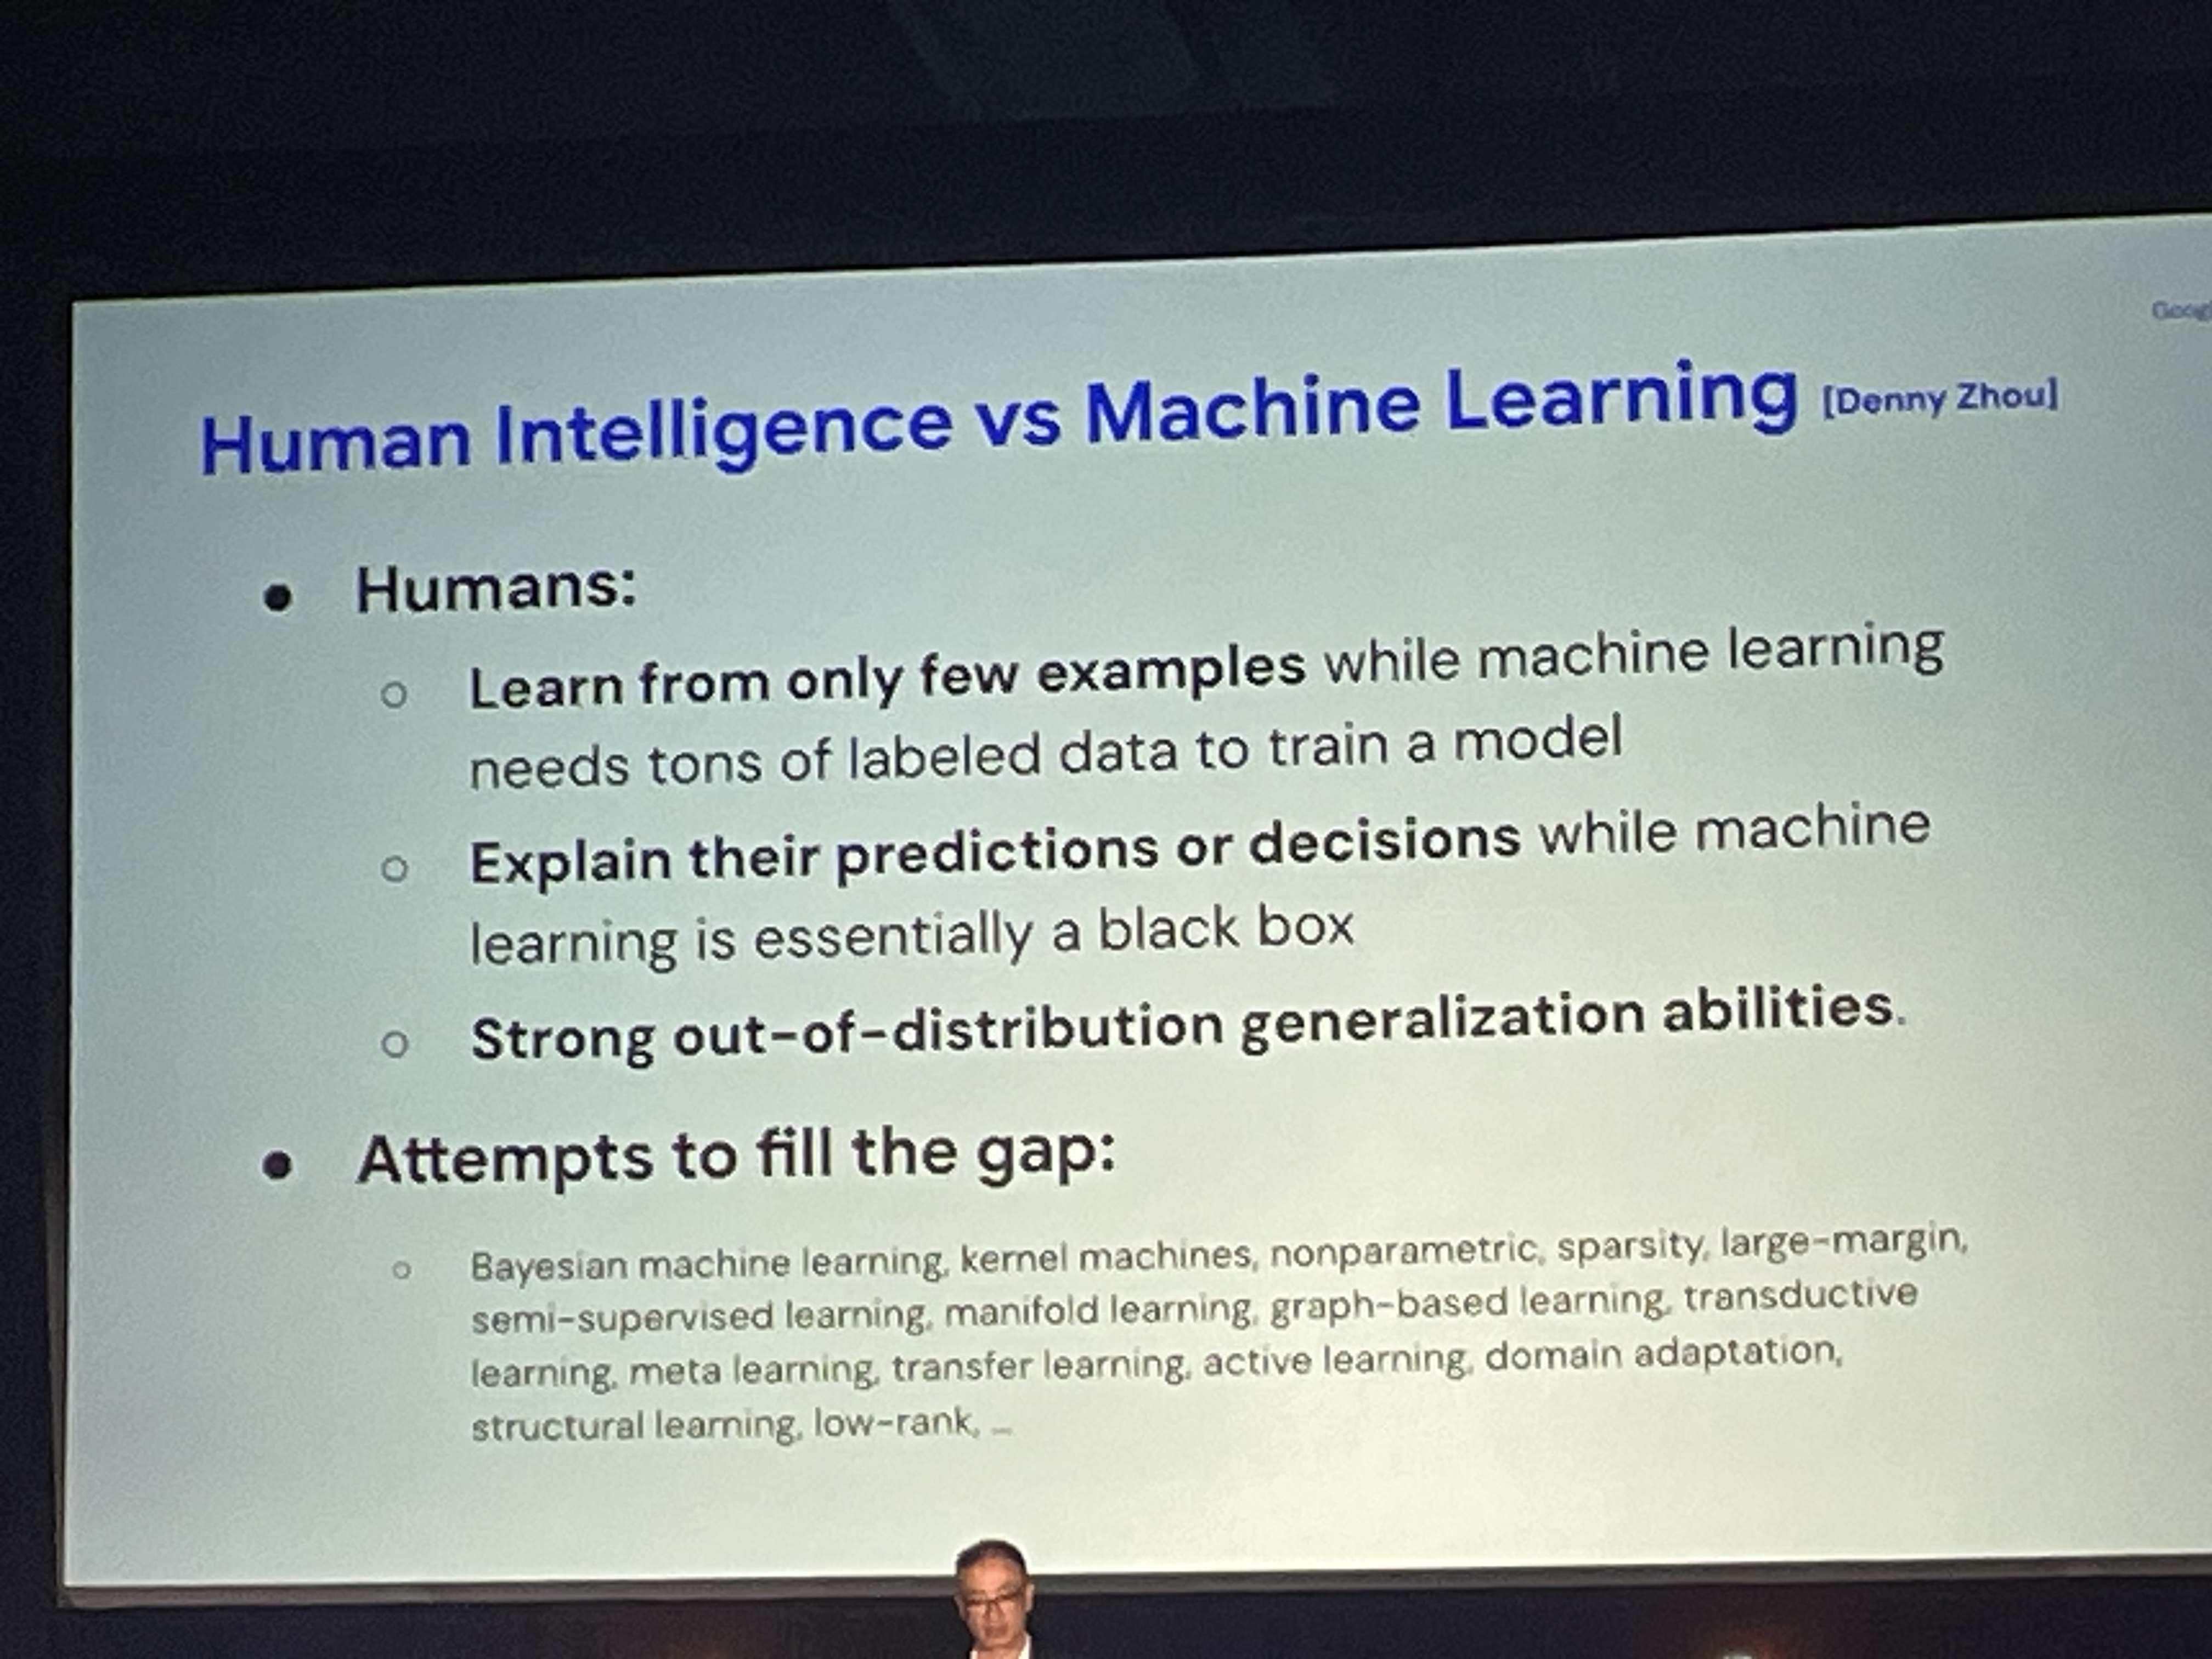 Human Intelligence vs Machine Learning [Denny Zhou]
● Humans:
○ Learn from only few examples while machine learning
needs tons of labeled data to train a model
○ Explain their predictions or decisions while machine
learning is essentially a black box
○ Strong out-of-distribution generalization abilities.
● Attempts to fill the gap:
○ Bayesian machine learning, kernel machines, nonparametric, sparsity, large-margin,
semi-supervised learning, manifold learning, graph-based learning, transductive
learning, meta learning, transfer learning, active learning, domain adaptation,
structural learning, low-rank, …